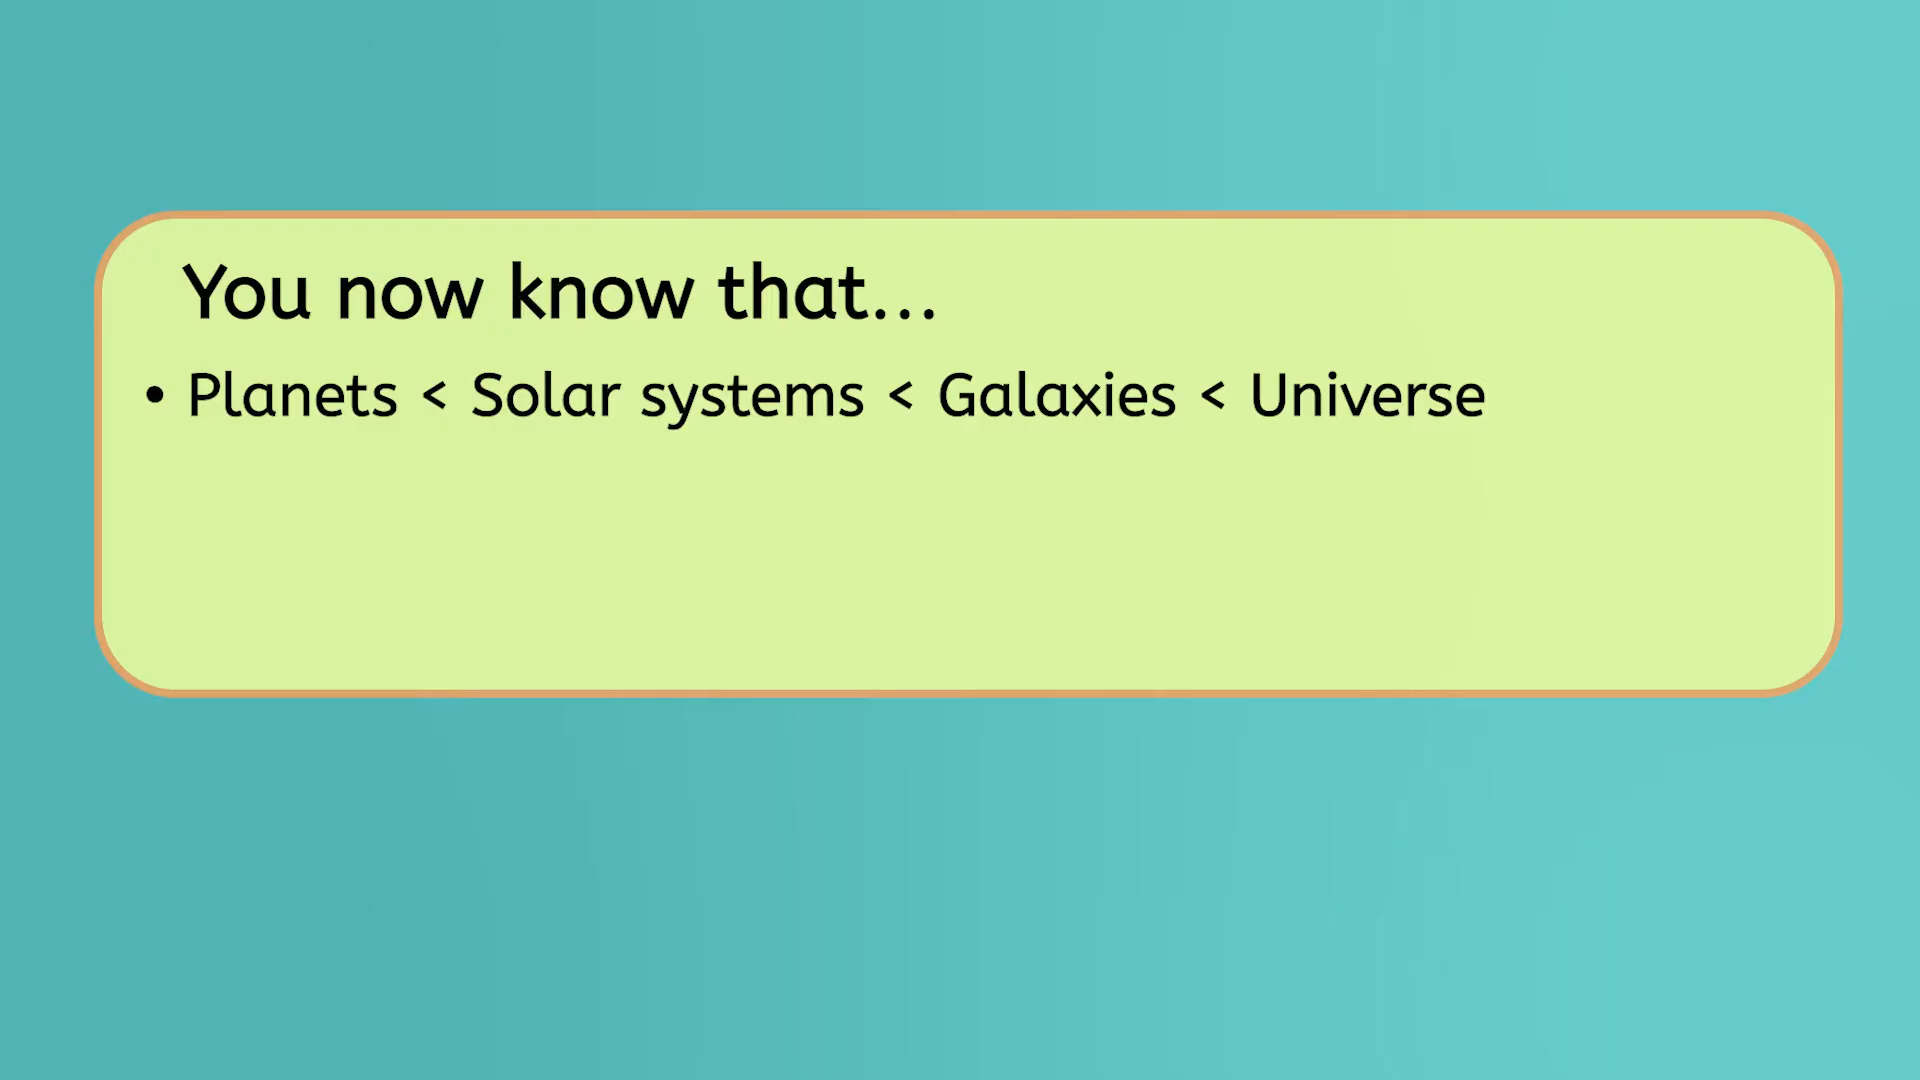 You now know that...
• Planets < Solar systems < Galaxies < Universe